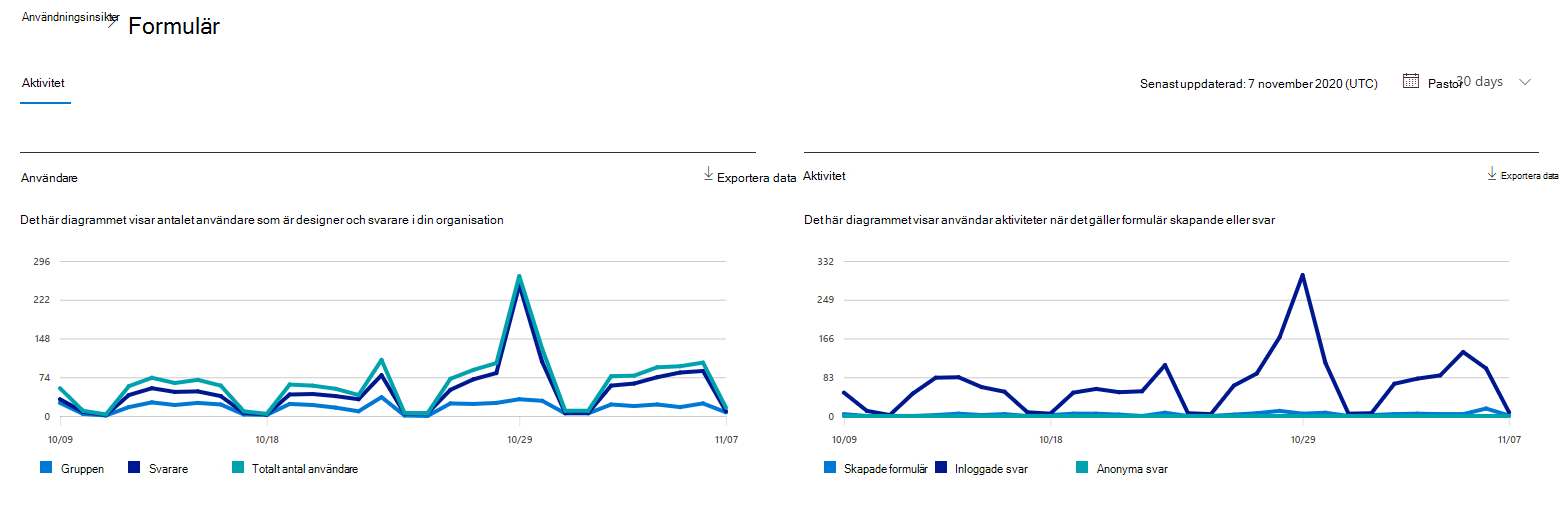 Användningsinsikter
Formulär
Aktivitet
Senast uppdaterad: 7 november 2020 (UTC)
Pastor 30 days
Användare
Exportera data
Det här diagrammet visar antalet användare som är designer och svarare i din organisation
296
222
148
74
0
10/09 10/18 10/29 11/07
Gruppen Svarare Totalt antal användare
Aktivitet
Exportera data
Det här diagrammet visar användar aktiviteter när det gäller formulär skapande eller svar
332
249
166
83
0
10/09 10/18 10/29 11/07
Skapade formulär Inloggade svar Anonyma svar